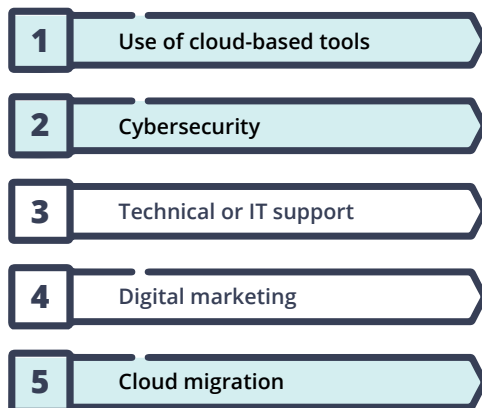 1 Use of cloud-based tools
2 Cybersecurity
3 Technical or IT support
4 Digital marketing
5 Cloud migration